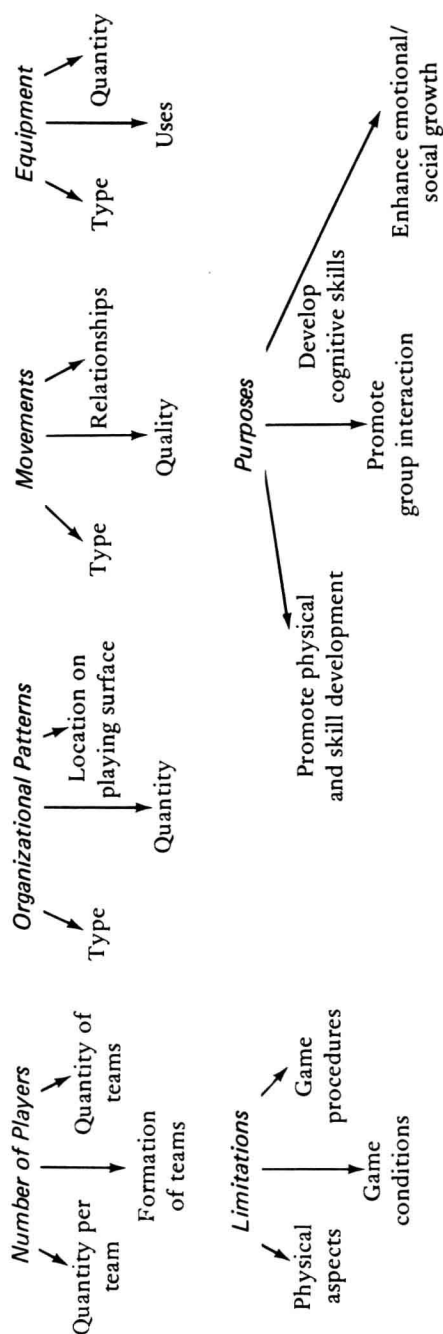 Number of Players
Quantity per
team
Formation
of teams
Quantity of
teams
Organizational Patterns
Type
Quantity
Location on
playing surface
Movements
Type
Quality
Relationships
Equipment
Type
Uses
Quantity
Limitations
Physical
aspects
Game
conditions
Game
procedures
Purposes
Promote physical
and skill development
Promote
group interaction
Develop
cognitive skills
Enhance emotional/
social growth